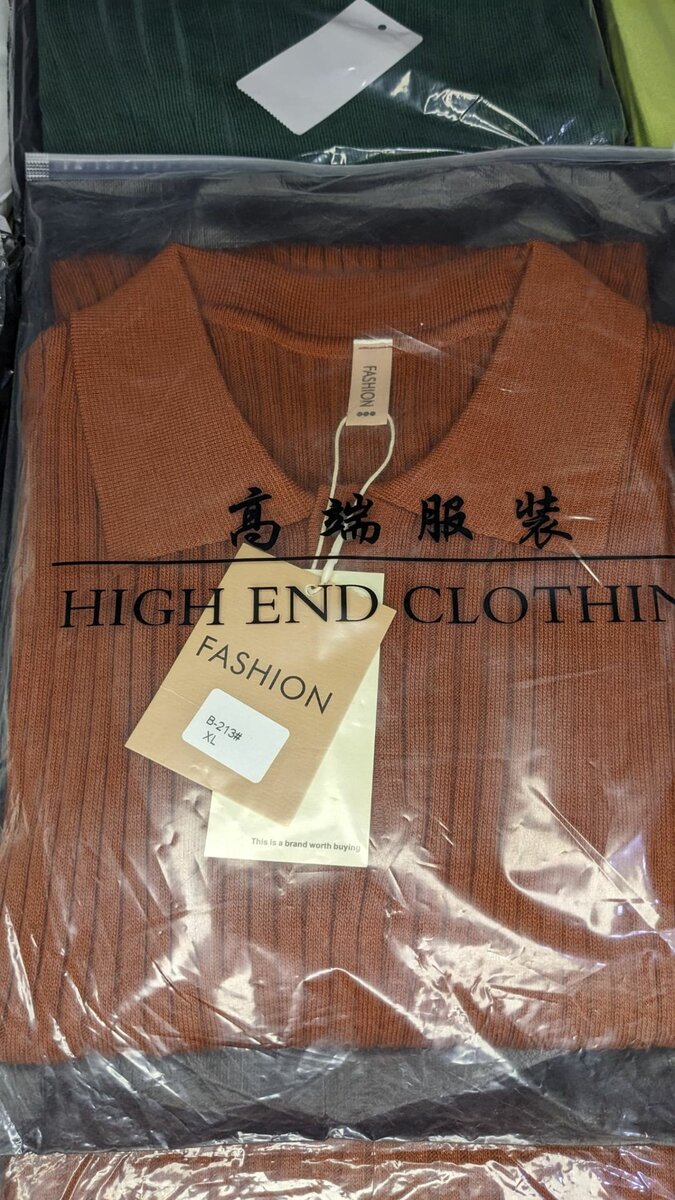 FASHION
高端服装
HIGH END CLOTHIN
FASHION
B-213#
XL
This is a brand worth buying